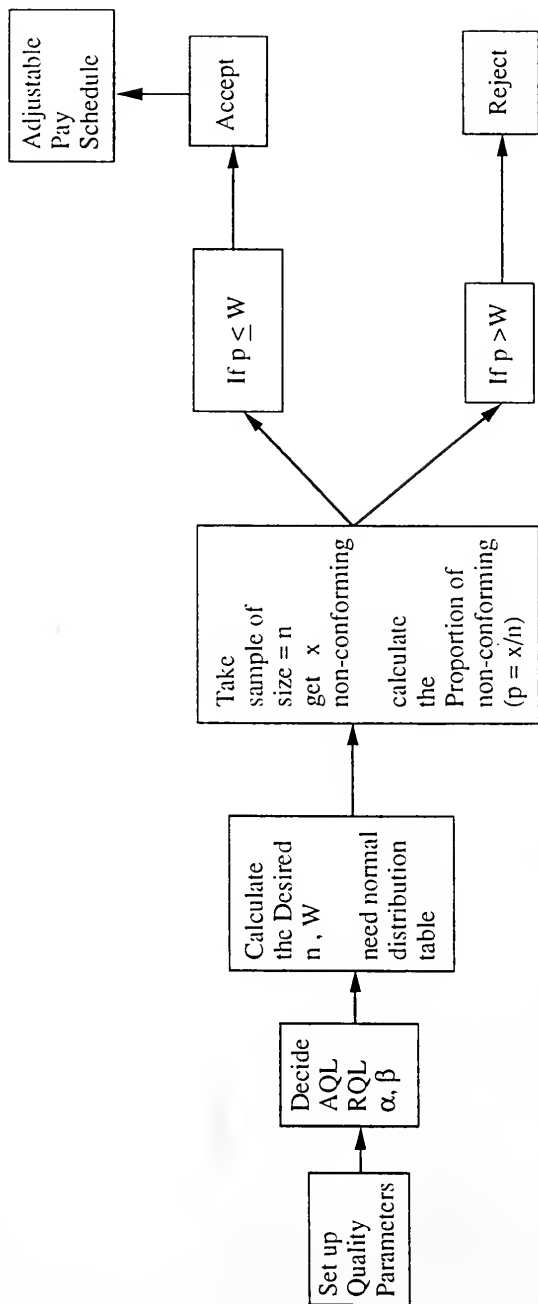 Set up
Quality
Parameters
Decide
AQL
RQL
α, β
Calculate
the Desired
n , W
need normal
distribution
table
Take
sample of
size = n
get x
non-conforming
calculate
the
Proportion of
non-conforming
(p = x/n)
If p ≤ W
Accept
Adjustable
Pay
Schedule
If p >W
Reject